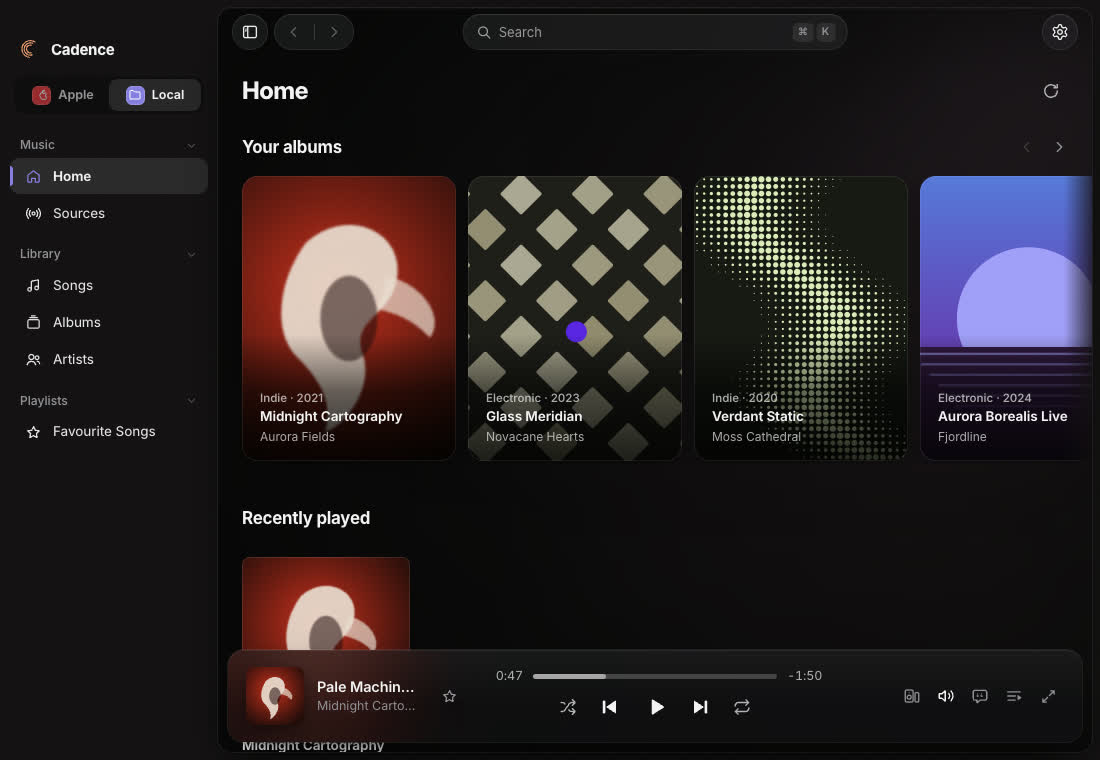 Cadence
Apple
Local
Music
Home
Sources
Library
Songs
Albums
Artists
Playlists
Favourite Songs
Search
⌘ K
Home
Your albums
Indie · 2021
Midnight Cartography
Aurora Fields
Electronic · 2023
Glass Meridian
Novacane Hearts
Indie · 2020
Verdant Static
Moss Cathedral
Electronic · 2024
Aurora Borealis Live
Fjordline
Recently played
Pale Machin...
Midnight Carto...
0:47
-1:50
Midnight Cartography